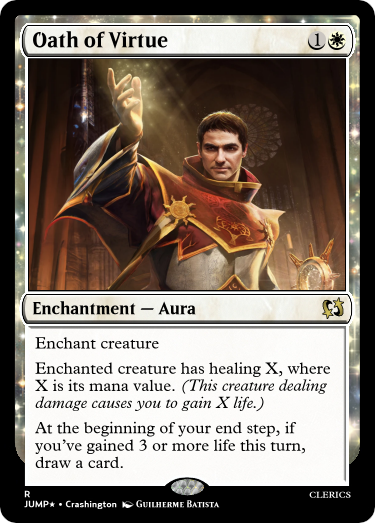 Oath of Virtue 1
Enchantment — Aura
Enchant creature
Enchanted creature has healing X, where
X is its mana value. (This creature dealing
damage causes you to gain X life.)
At the beginning of your end step, if
you've gained 3 or more life this turn,
draw a card.
R
JUMP★ • Crashington Guilherme Batista
CLERICS